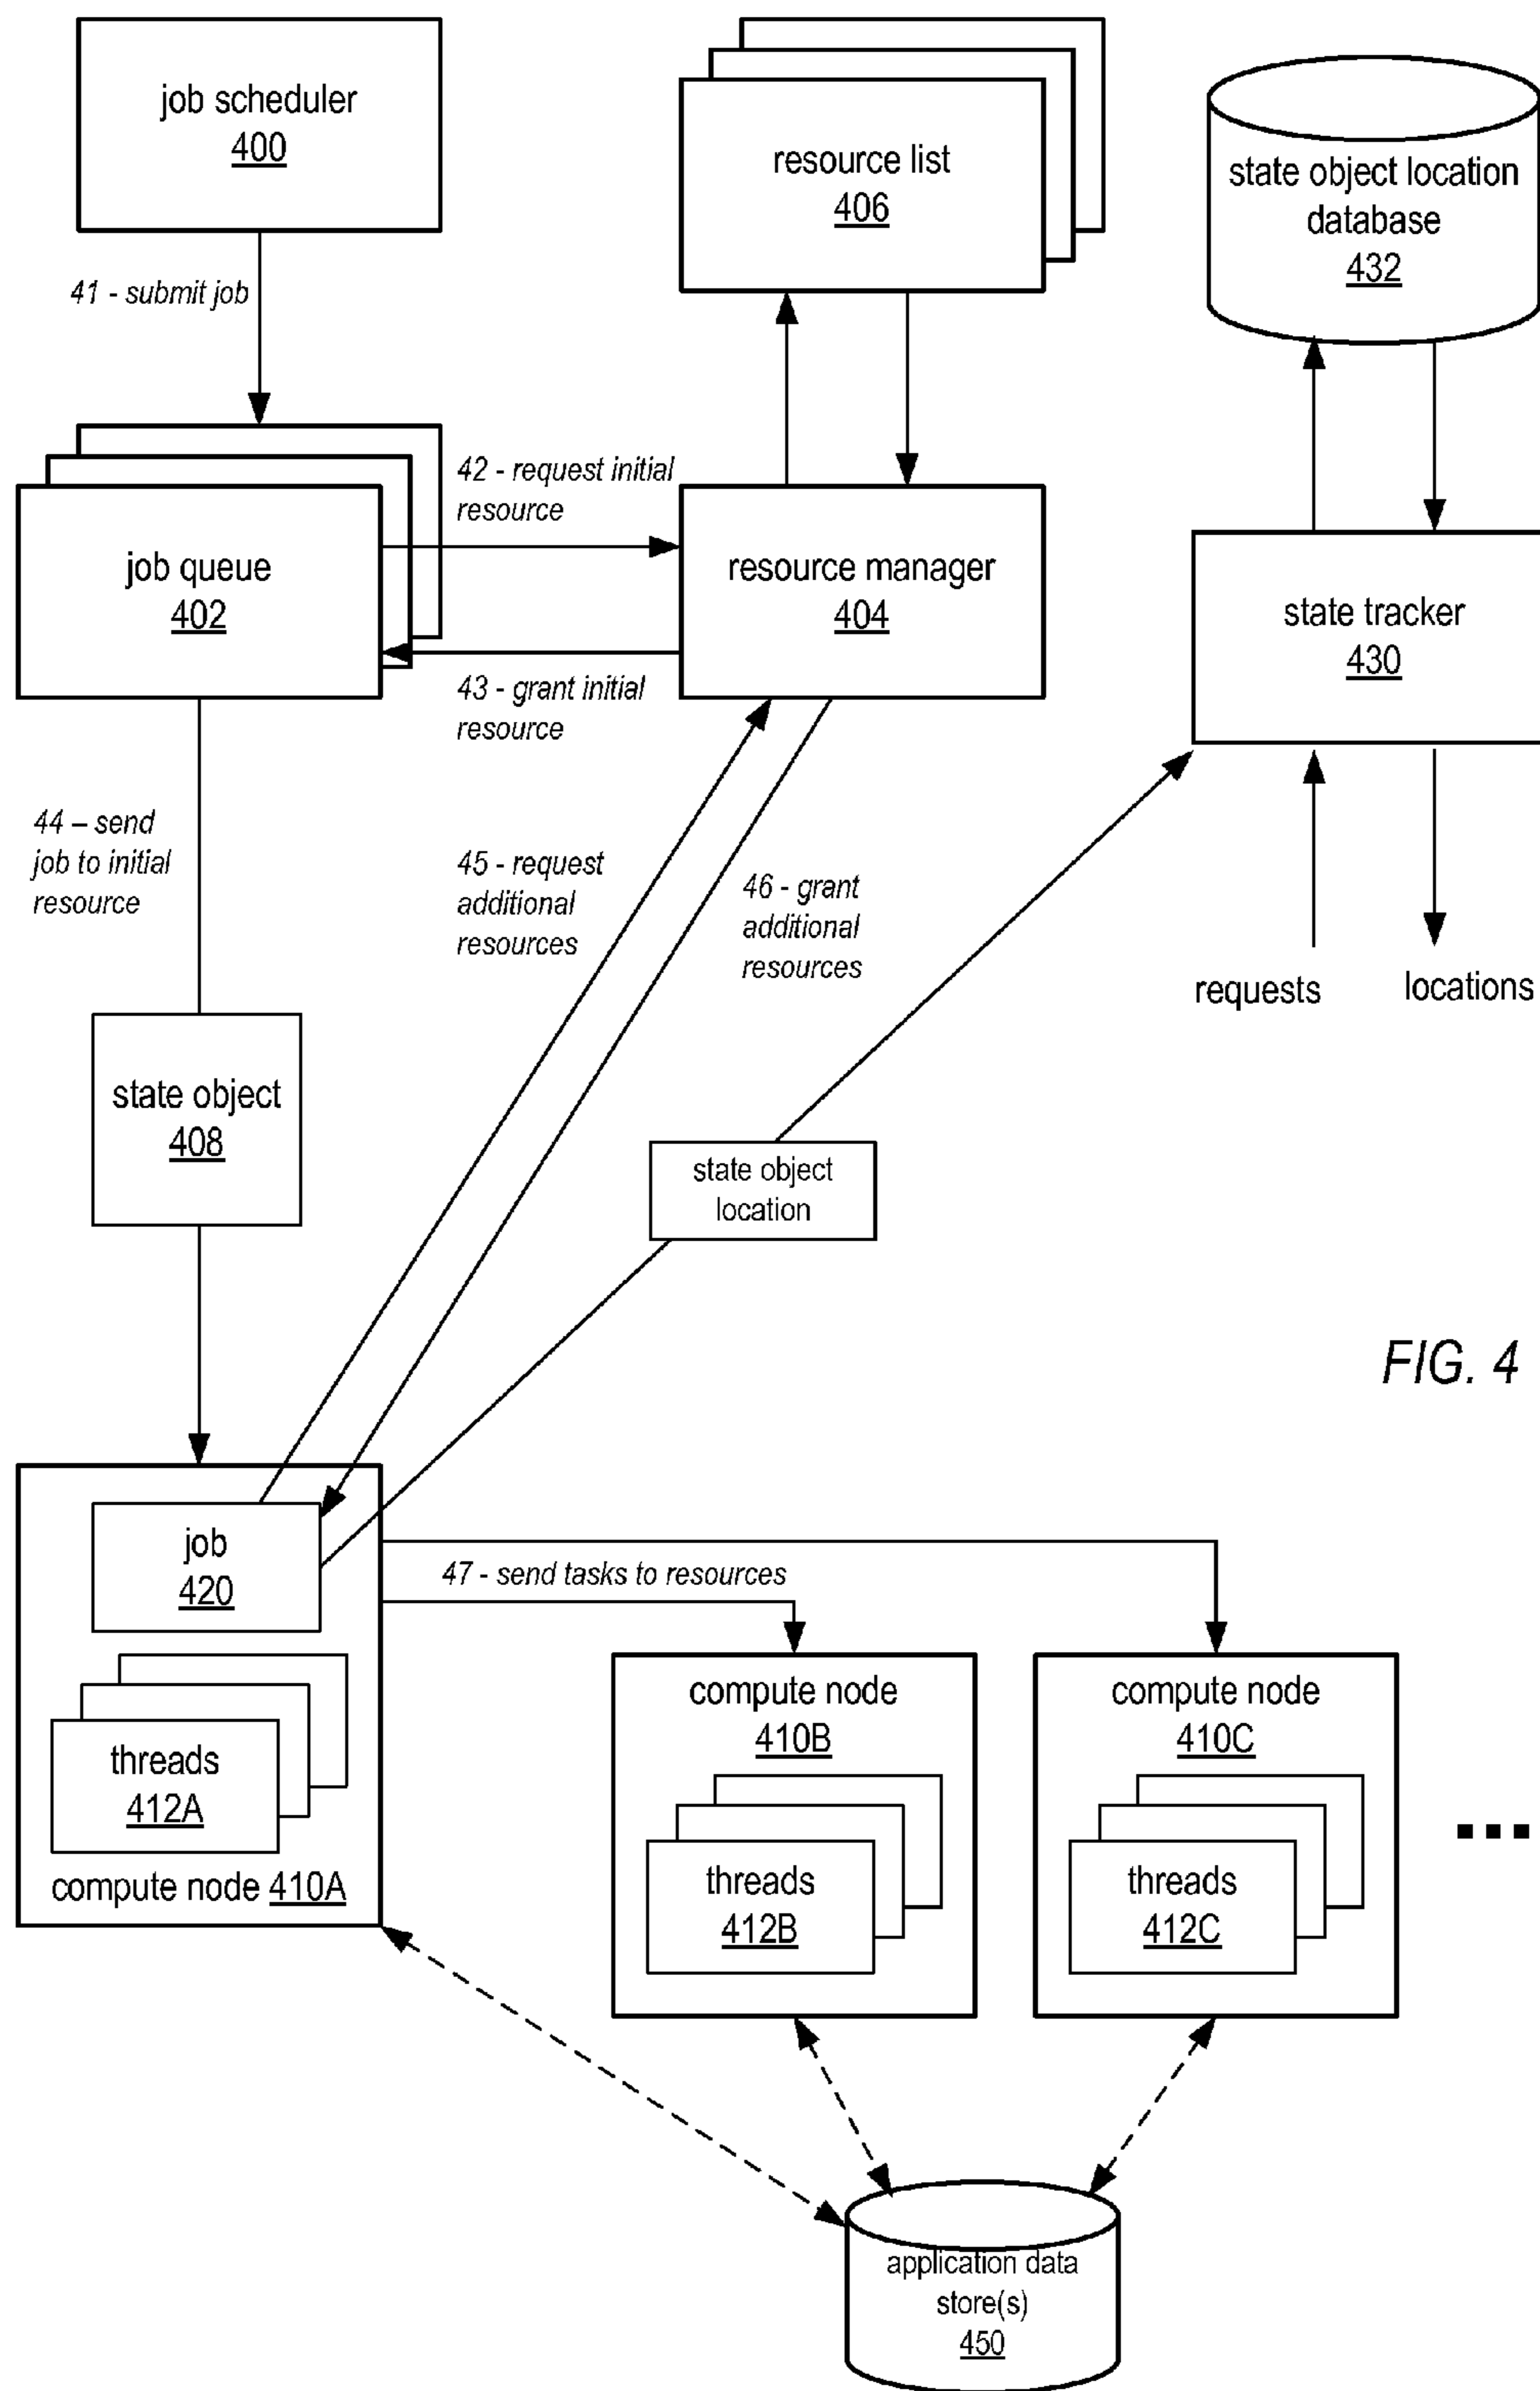 job scheduler
400
resource list
406
state object location
database
432
41 - submit job
42 - request initial
resource
job queue
402
resource manager
404
state tracker
430
43 - grant initial
resource
44 – send
job to initial
resource
45 - request
additional
resources
46 - grant
additional
resources
requests
locations
state object
408
state object
location
FIG. 4
job
420
47 - send tasks to resources
threads
412A
compute node 410A
compute node
410B
threads
412B
compute node
410C
threads
412C
...
application data
store(s)
450